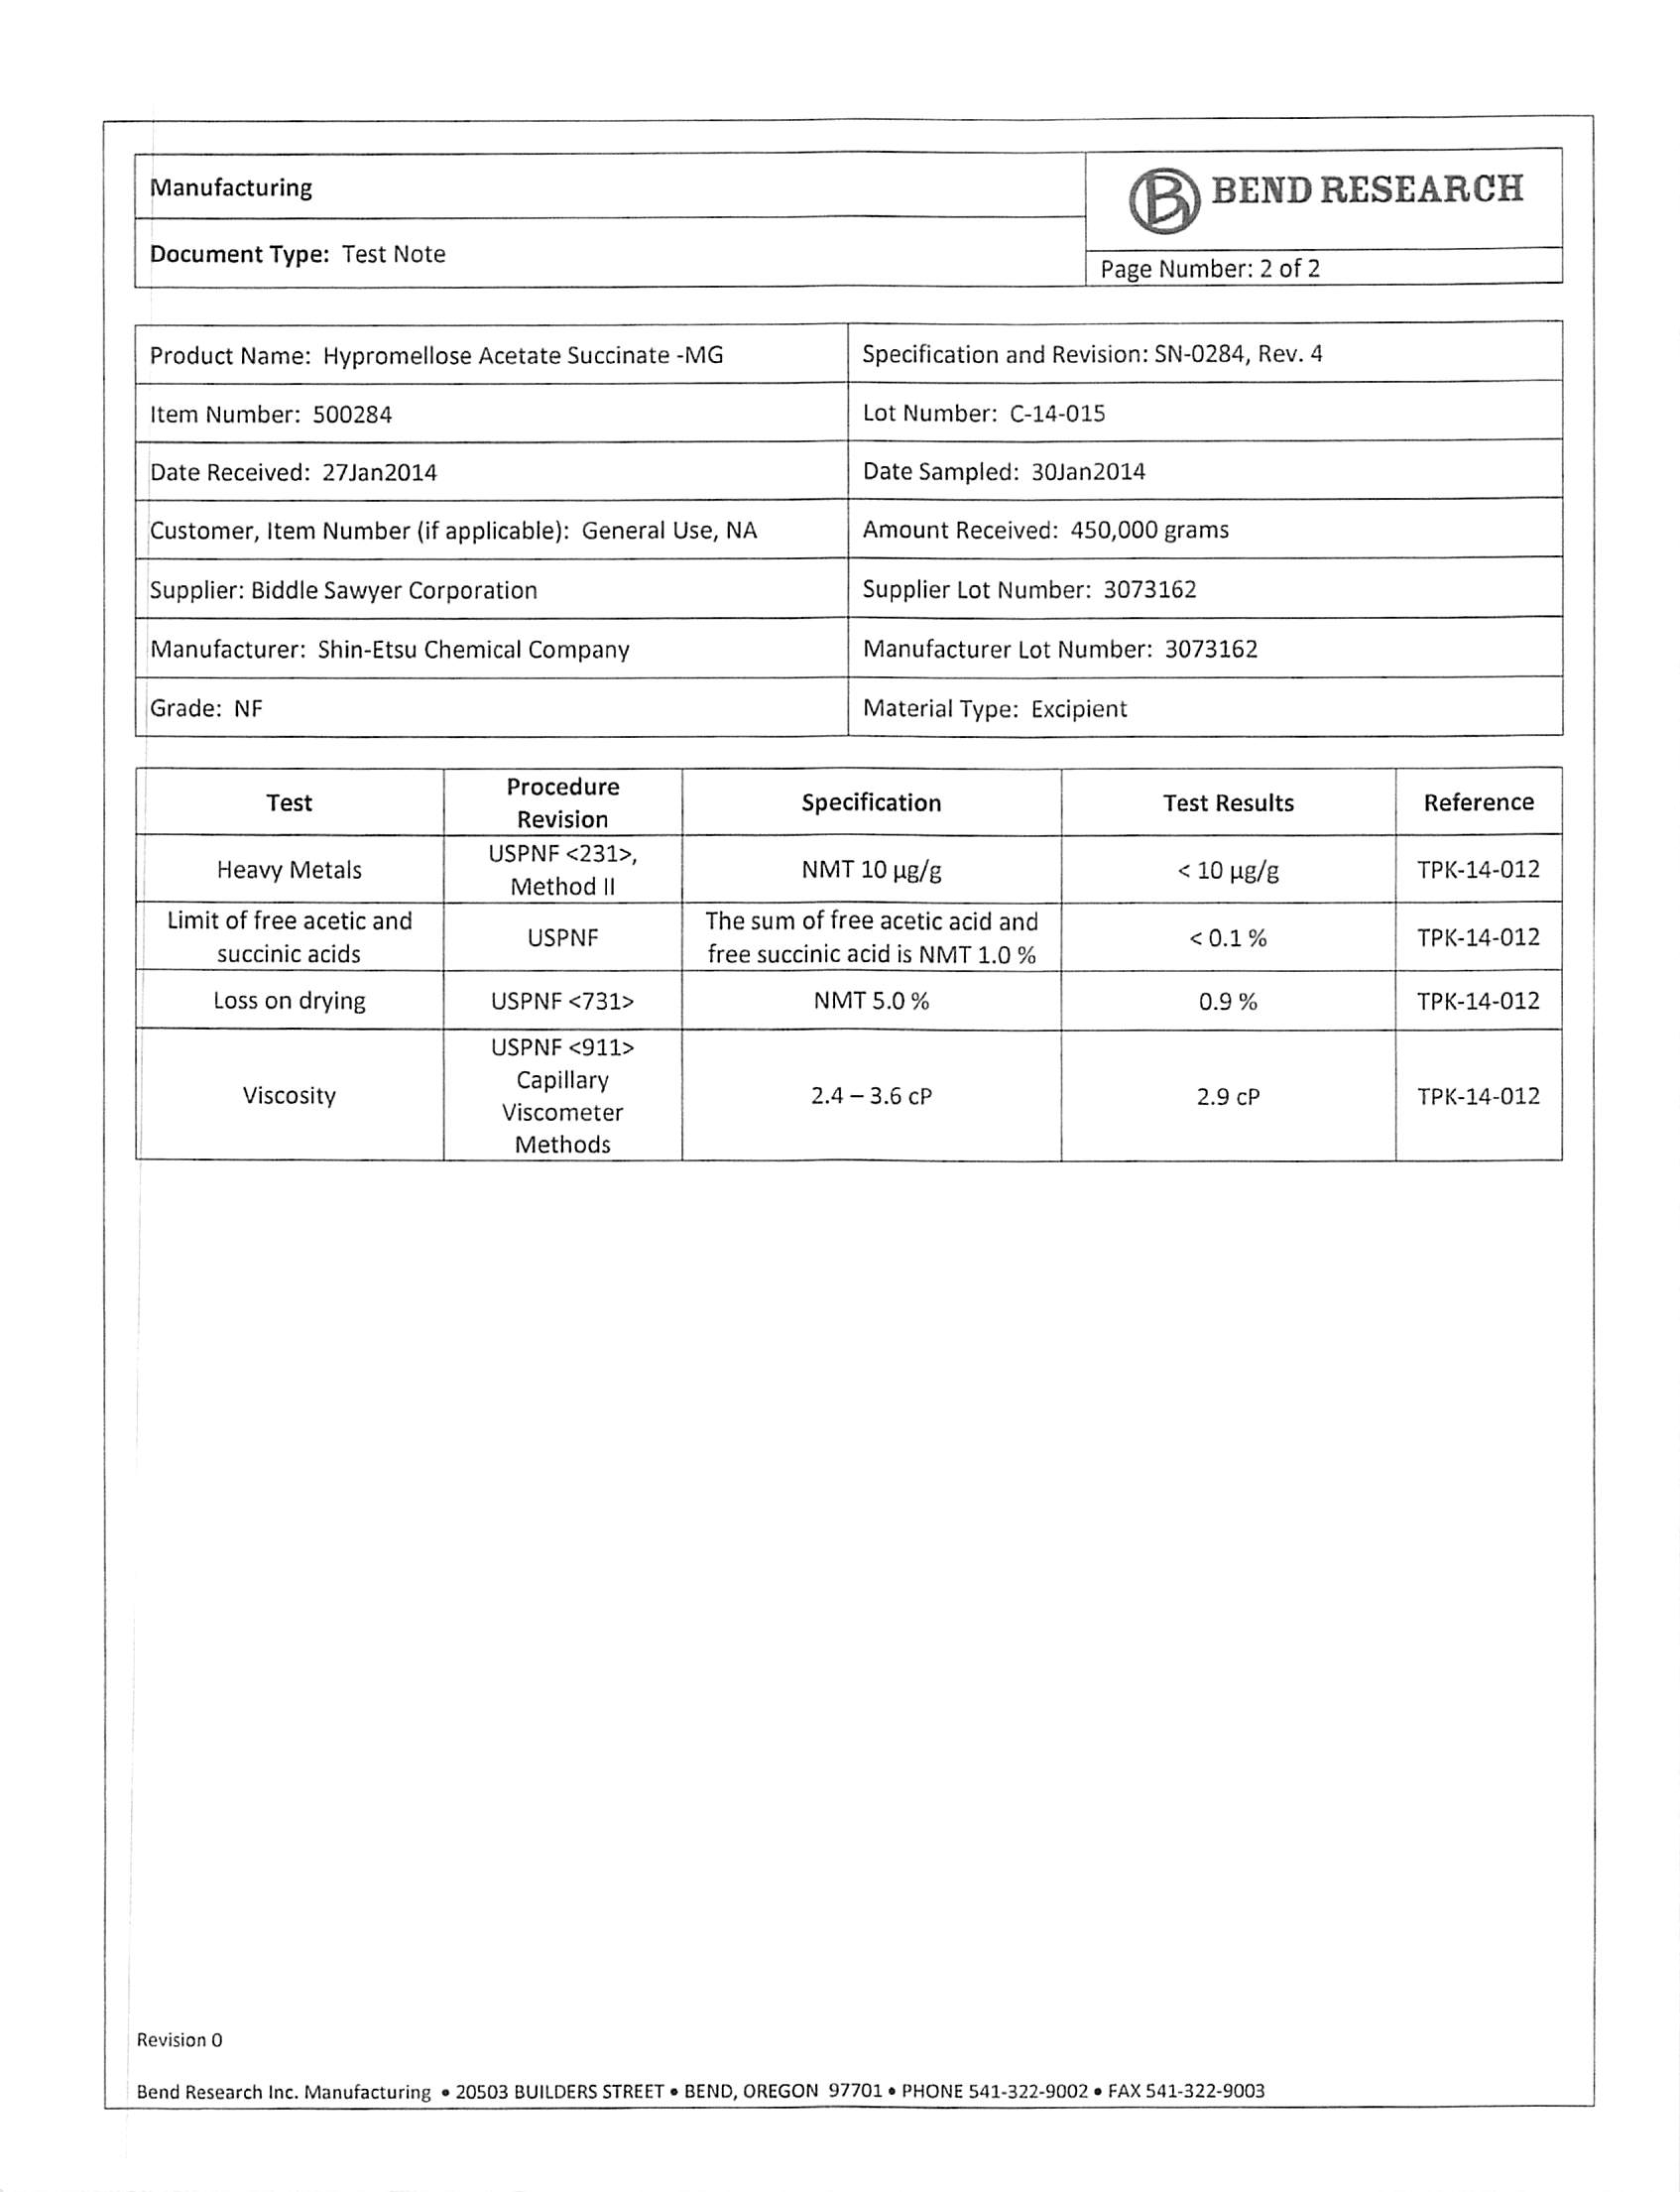 Manufacturing
BEND RESEARCH
Document Type: Test Note
Page Number: 2 of 2
Product Name: Hypromellose Acetate Succinate -MG
Specification and Revision: SN-0284, Rev. 4
Item Number: 500284
Lot Number: C-14-015
Date Received: 27Jan2014
Date Sampled: 30Jan2014
Customer, Item Number (if applicable): General Use, NA
Amount Received: 450,000 grams
Supplier: Biddle Sawyer Corporation
Supplier Lot Number: 3073162
Manufacturer: Shin-Etsu Chemical Company
Manufacturer Lot Number: 3073162
Grade: NF
Material Type: Excipient
Test
Procedure
Revision
Specification
Test Results
Reference
Heavy Metals
USPNF <231>,
Method II
NMT 10 µg/g
< 10 µg/g
TPK-14-012
Limit of free acetic and
succinic acids
USPNF
The sum of free acetic acid and
free succinic acid is NMT 1.0 %
< 0.1 %
TPK-14-012
Loss on drying
USPNF <731>
NMT 5.0 %
0.9 %
TPK-14-012
Viscosity
USPNF <911>
Capillary
Viscometer
Methods
2.4 – 3.6 cP
2.9 cP
TPK-14-012
Revision 0
Bend Research Inc. Manufacturing • 20503 BUILDERS STREET • BEND, OREGON 97701 • PHONE 541-322-9002 • FAX 541-322-9003